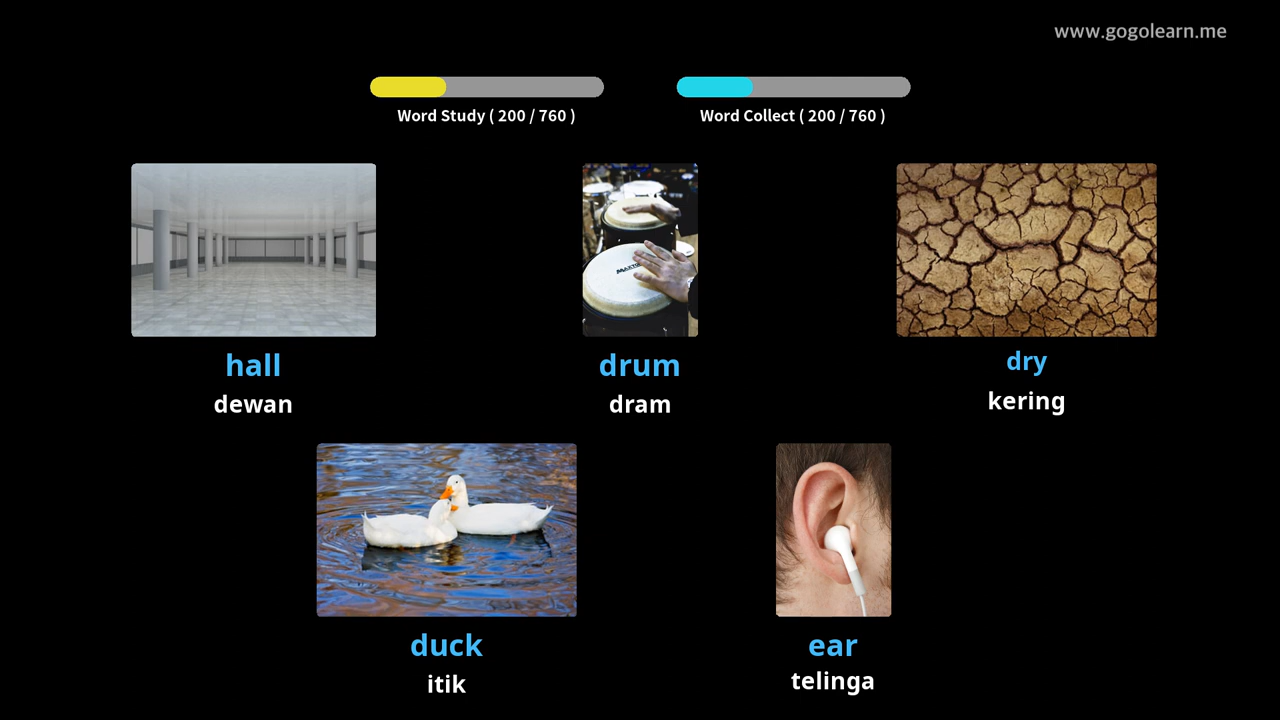 www.gogolearn.me
Word Study ( 200 / 760 )
Word Collect ( 200 / 760 )
hall
dewan
drum
dram
dry
kering
duck
itik
ear
telinga